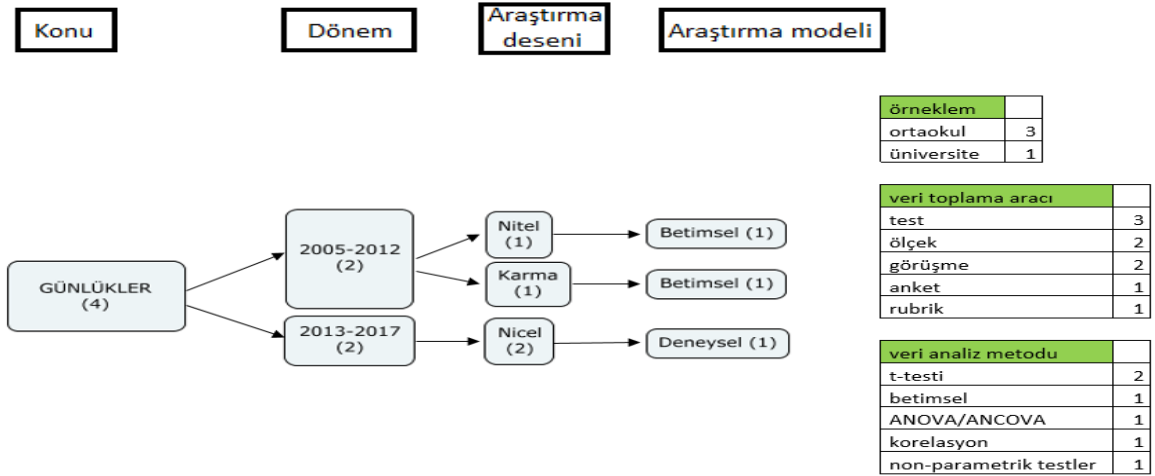 Konu
Dönem
Araştırma
deseni
Araştırma modeli
örneklem
ortaokul 3
üniversite 1
veri toplama aracı
test 3
ölçek 2
görüşme 2
anket 1
rubrik 1
veri analiz metodu
t-testi 2
betimsel 1
ANOVA/ANCOVA 1
korelasyon 1
non-parametrik testler 1
GÜNLÜKLER
(4)
2005-2012
(2)
Nitel
(1)
Betimsel (1)
Karma
(1)
Betimsel (1)
2013-2017
(2)
Nicel
(2)
Deneysel (1)